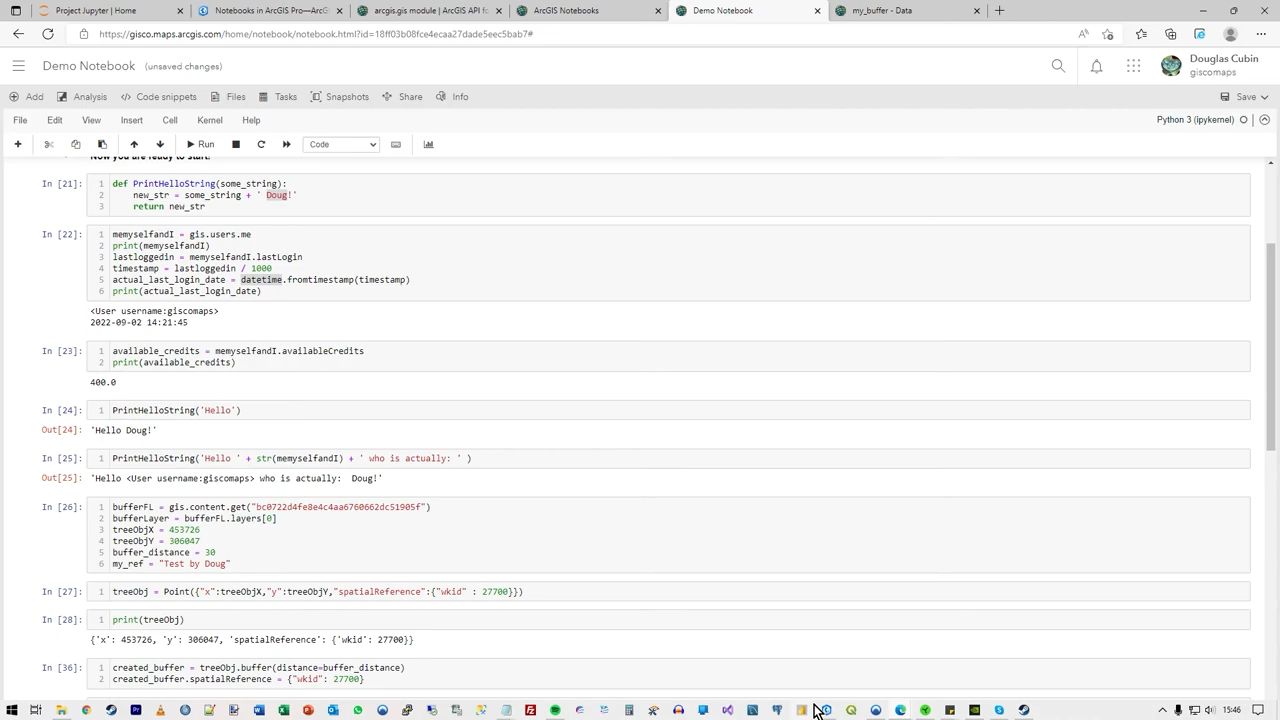 Project Jupyter | Home
Notebooks in ArcGIS Pro—ArcG
arcgis.gis module | ArcGIS API fo
ArcGIS Notebooks
Demo Notebook
my_buffer - Data
https://gisco.maps.arcgis.com/home/notebook/notebook.html?id=18ff03b08fce4ecaa27dade5eec5bab7#
Demo Notebook (unsaved changes)
Douglas Cubin
giscomaps
Add Analysis Code snippets Files Tasks Snapshots Share Info Save
File Edit View Insert Cell Kernel Help Python 3 (ipykernel)
Run Code
Now you are ready to start!
In [21]: 1 def PrintHelloString(some_string):
2 new_str = some_string + ' Doug!'
3 return new_str
In [22]: 1 memyselfandI = gis.users.me
2 print(memyselfandI)
3 lastloggedin = memyselfandI.lastLogin
4 timestamp = lastloggedin / 1000
5 actual_last_login_date = datetime.fromtimestamp(timestamp)
6 print(actual_last_login_date)
<User username:giscomaps>
2022-09-02 14:21:45
In [23]: 1 available_credits = memyselfandI.availableCredits
2 print(available_credits)
400.0
In [24]: 1 PrintHelloString('Hello')
Out[24]: 'Hello Doug!'
In [25]: 1 PrintHelloString('Hello ' + str(memyselfandI) + ' who is actually: ' )
Out[25]: 'Hello <User username:giscomaps> who is actually:  Doug!'
In [26]: 1 bufferFL = gis.content.get("bc0722d4fe8e4c4aa6760662dc51905f")
2 bufferLayer = bufferFL.layers[0]
3 treeObjX = 453726
4 treeObjY = 306047
5 buffer_distance = 30
6 my_ref = "Test by Doug"
In [27]: 1 treeObj = Point({"x":treeObjX,"y":treeObjY,"spatialReference":{"wkid" : 27700}})
In [28]: 1 print(treeObj)
{'x': 453726, 'y': 306047, 'spatialReference': {'wkid': 27700}}
In [36]: 1 created_buffer = treeObj.buffer(distance=buffer_distance)
2 created_buffer.spatialReference = {"wkid": 27700}
15:46